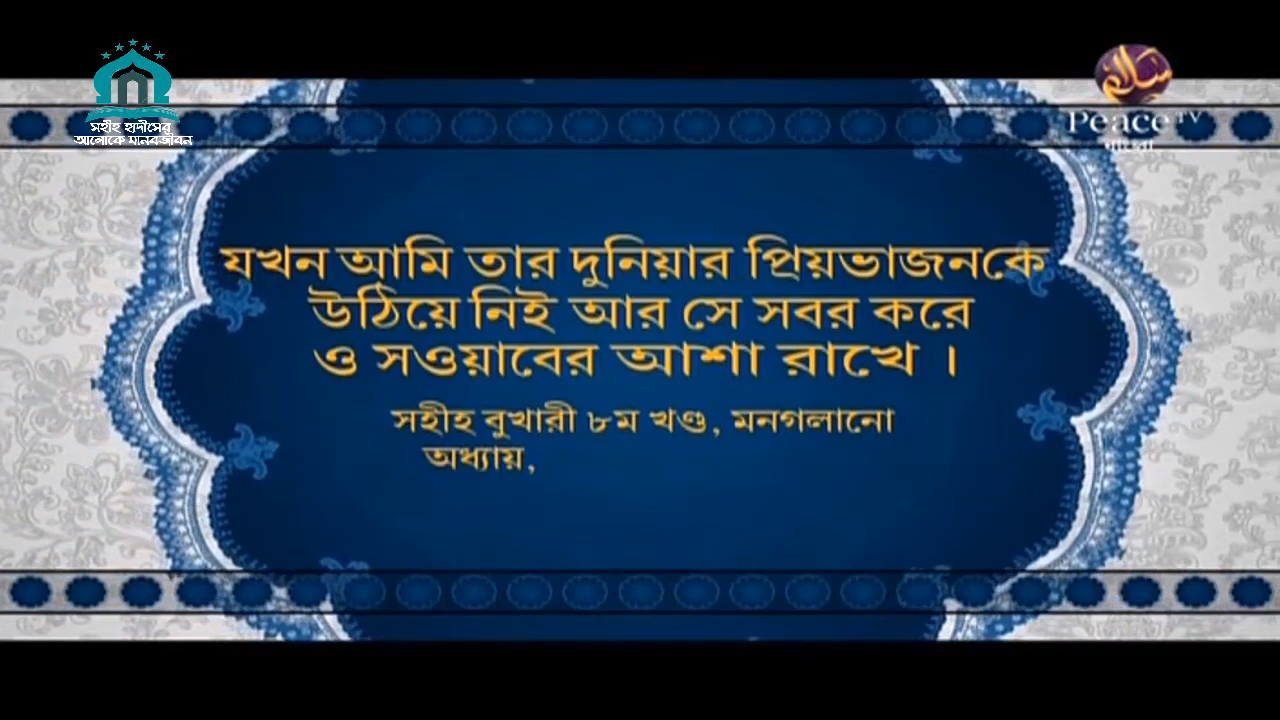 সহীহ হাদীসের
আলোকে মানবজীবন
سلام
Peace TV
বাংলা
যখন আমি তার দুনিয়ার প্রিয়ভাজনকে
উঠিয়ে নিই আর সে সবর করে
ও সওয়াবের আশা রাখে ।
সহীহ বুখারী ৮ম খণ্ড, মনগলানো
অধ্যায়,